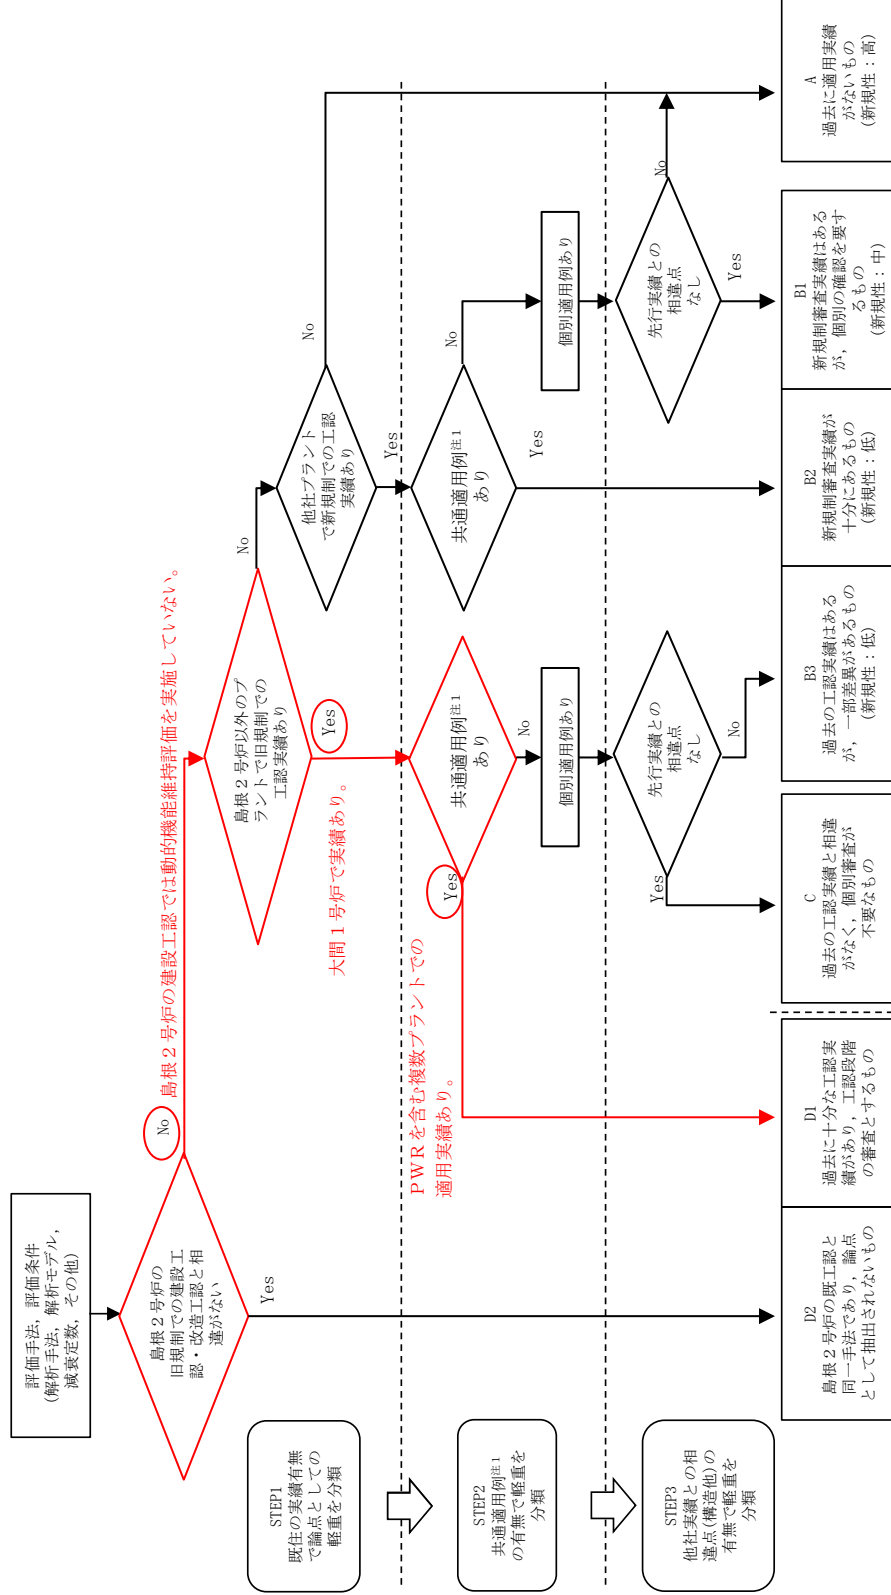 評価手法，評価条件
(解析手法，解析モデル，
減衰定数，その他)
島根２号炉の
旧規制での建設工
認・改造工認と相
違がない
No
島根２号炉の建設工認では動的機能維持評価を実施していない。
Yes
島根２号炉以外のプ
ラントで旧規制での
工認実績あり
No
Yes
大間１号炉で実績あり。
他社プラント
で新規制での工認
実績あり
No
Yes
STEP1
既往の実績有無
で論点としての
軽重を分類
共通適用例注１
あり
Yes
No
ＰＷＲを含む複数プラントでの
適用実績あり。
共通適用例注１
あり
No
Yes
STEP2
共通適用例注１
の有無で軽重を
分類
個別適用例あり
個別適用例あり
先行実績との
相違点
なし
Yes
No
先行実績との
相違点
なし
No
Yes
STEP3
他社実績との相
違点(構造他)の
有無で軽重を
分類
D2
島根２号炉の既工認と
同一手法であり，論点
として抽出されないもの
D1
過去に十分な工認実
績があり，工認段階
の審査とするもの
C
過去の工認実績と相違
がなく，個別審査が
不要なもの
B3
過去の工認実績はある
が，一部差異があるもの
(新規性：低)
B2
新規制審査実績が
十分にあるもの
(新規性：低)
B1
新規制審査実績はある
が，個別の確認を要す
るもの
(新規性：中)
A
過去に適用実績
がないもの
(新規性：高)